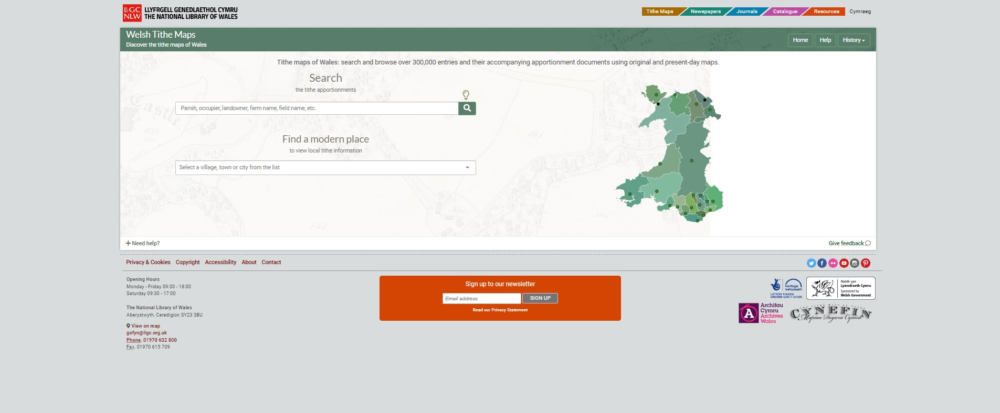 LLGC
NLW
LLYFRGELL GENEDLAETHOL CYMRU
THE NATIONAL LIBRARY OF WALES
Tithe Maps
Newspapers
Journals
Catalogue
Resources
Cymraeg
Welsh Tithe Maps
Discover the tithe maps of Wales
Home
Help
History
Tithe maps of Wales: search and browse over 300,000 entries and their accompanying apportionment documents using original and present-day maps.
Search
the tithe apportionments
Parish, occupier, landowner, farm name, field name, etc.
Find a modern place
to view local tithe information
Select a village, town or city from the list
Need help?
Give feedback
Privacy & Cookies
Copyright
Accessibility
About
Contact
Opening Hours
Monday - Friday 09:00 - 18:00
Saturday 09:30 - 17:00
The National Library of Wales
Aberystwyth, Ceredigion SY23 3BU
View on map
gofyn@llgc.org.uk
Phone. 01970 632 800
Fax. 01970 615 709
Sign up to our newsletter
Email address
SIGN UP
Read our Privacy Statement
heritage
treftadaeth
LOTTERY FUNDED
ARIENNIR GAN Y LOTERI
Noddir gan
Lywodraeth Cymru
Sponsored by
Welsh Government
A
Archifau
Cymru
Archives
Wales
THE TITHE MAPS OF WALES
CYNEFIN
Mapiau Degwm Cymru